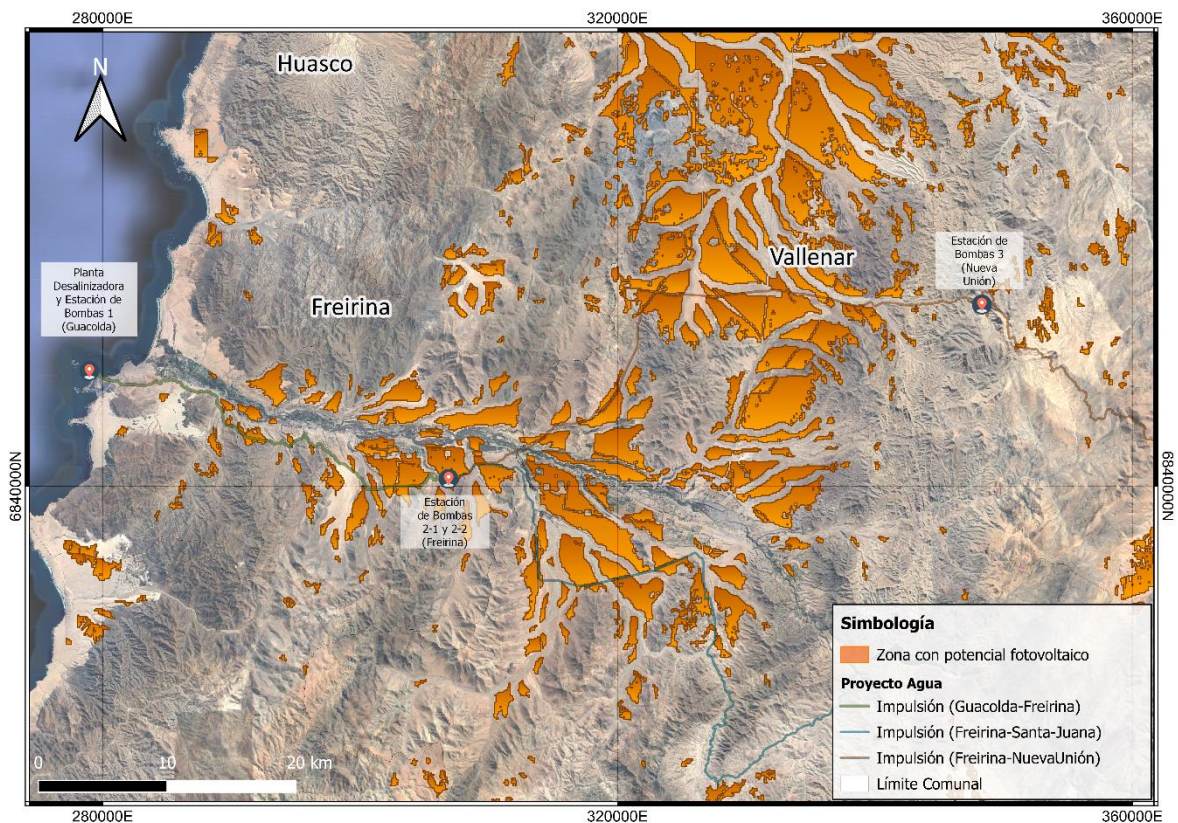 280000E
320000E
360000E
Huasco
N
Vallenar
Estación de
Bombas 3
(Nueva
Unión)
Planta
Desalinizadora
y Estación de
Bombas 1
(Guacolda)
Freirina
6840000N
6840000N
Estación
de Bombas
2-1 y 2-2
(Freirina)
Simbología
Zona con potencial fotovoltaico
Proyecto Agua
Impulsión (Guacolda-Freirina)
Impulsión (Freirina-Santa-Juana)
Impulsión (Freirina-NuevaUnión)
Límite Comunal
0 10 20 km
280000E
320000E
360000E